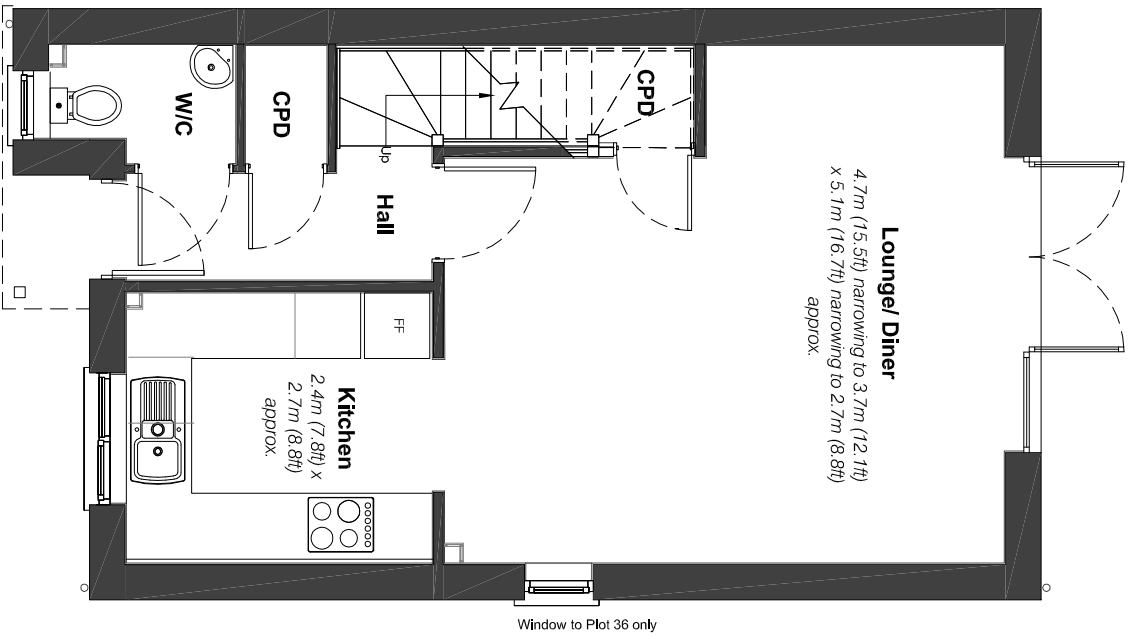 W/C
CPD
Up
CPD
Hall
Lounge/ Diner
4.7m (15.5ft) narrowing to 3.7m (12.1ft)
x 5.1m (16.7ft) narrowing to 2.7m (8.8ft)
approx.
FF
Kitchen
2.4m (7.8ft) x
2.7m (8.8ft)
approx.
Window to Plot 36 only